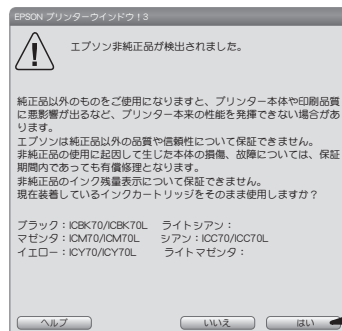 EPSON プリンターウインドウ!3
エプソン非純正品が検出されました。
純正品以外のものをご使用になりますと、プリンター本体や印刷品質
に悪影響が出るなど、プリンター本来の性能を発揮できない場合があ
ります。
エプソンは純正品以外の品質や信頼性について保証できません。
非純正品の使用に起因して生じた本体の損傷、故障については、保証
期間内であっても有償修理となります。
非純正品のインク残量表示について保証できません。
現在装着しているインクカートリッジをそのまま使用しますか?
ブラック:ICBK70/ICBK70L ライトシアン:
マゼンタ:ICM70/ICM70L シアン:ICC70/ICC70L
イエロー:ICY70/ICY70L ライトマゼンタ:
ヘルプ いいえ はい